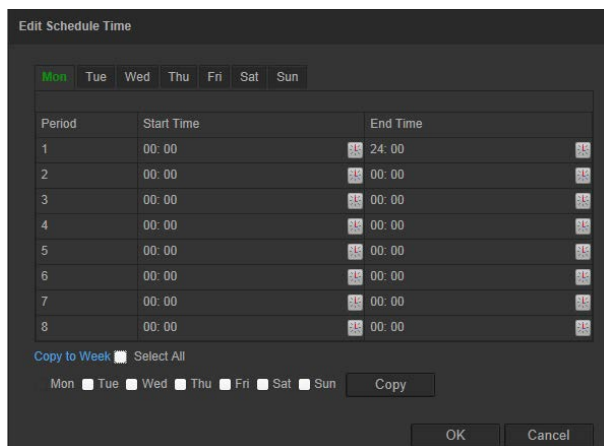 Edit Schedule Time
Mon Tue Wed Thu Fri Sat Sun
Period Start Time End Time
1 00: 00 24: 00
2 00: 00 00: 00
3 00: 00 00: 00
4 00: 00 00: 00
5 00: 00 00: 00
6 00: 00 00: 00
7 00: 00 00: 00
8 00: 00 00: 00
Copy to Week Select All
Mon Tue Wed Thu Fri Sat Sun Copy
OK Cancel